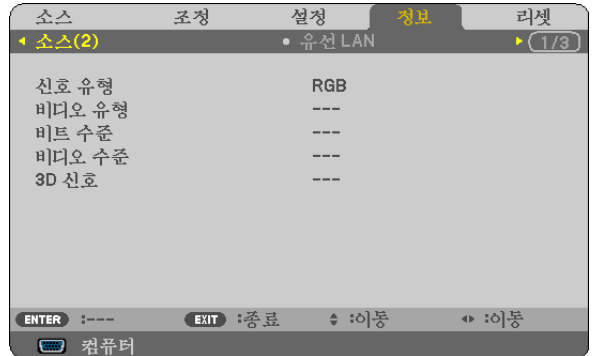 소스 조정 설정 정보 리셋
소스(2) • 유선 LAN 1/3
신호 유형 RGB
비디오 유형 ---
비트 수준 ---
비디오 수준 ---
3D 신호 ---
ENTER :--- EXIT :종료 :이동 :이동
컴퓨터